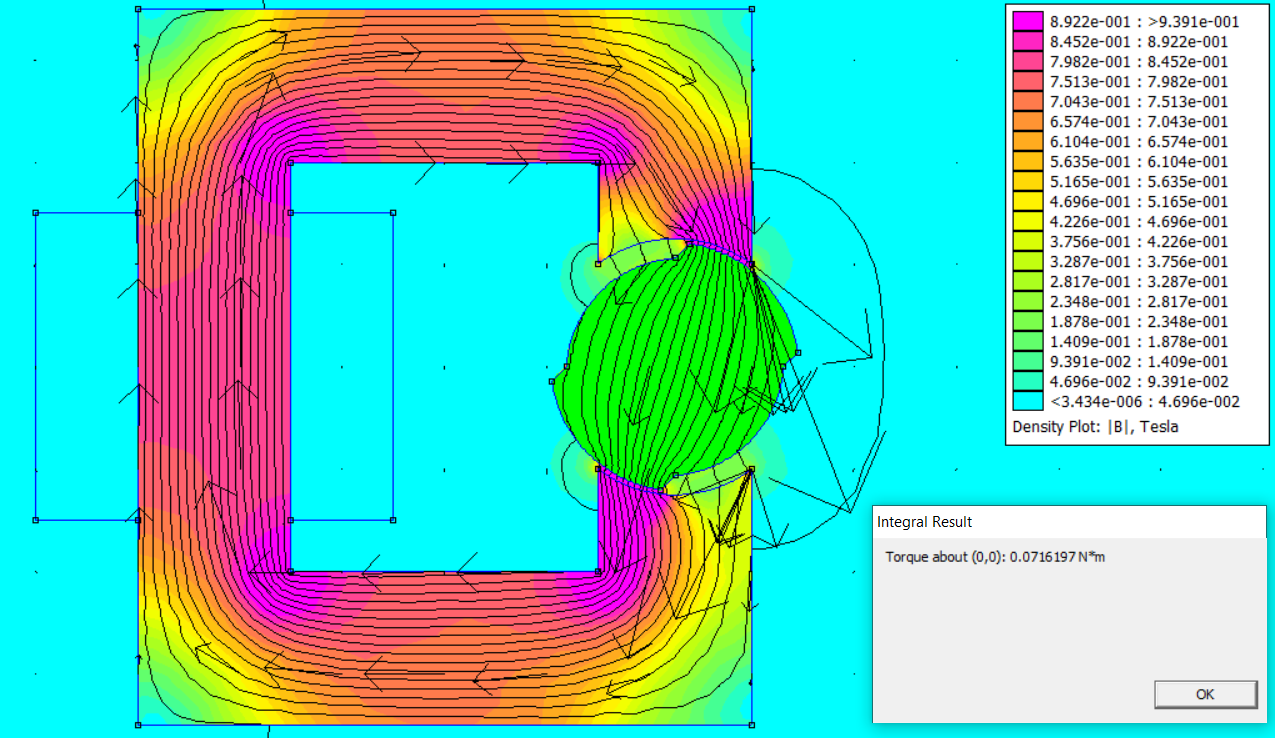 8.922e-001 : >9.391e-001
8.452e-001 : 8.922e-001
7.982e-001 : 8.452e-001
7.513e-001 : 7.982e-001
7.043e-001 : 7.513e-001
6.574e-001 : 7.043e-001
6.104e-001 : 6.574e-001
5.635e-001 : 6.104e-001
5.165e-001 : 5.635e-001
4.696e-001 : 5.165e-001
4.226e-001 : 4.696e-001
3.756e-001 : 4.226e-001
3.287e-001 : 3.756e-001
2.817e-001 : 3.287e-001
2.348e-001 : 2.817e-001
1.878e-001 : 2.348e-001
1.409e-001 : 1.878e-001
9.391e-002 : 1.409e-001
4.696e-002 : 9.391e-002
<3.434e-006 : 4.696e-002
Density Plot: |B|, Tesla
Integral Result
Torque about (0,0): 0.0716197 N*m
OK